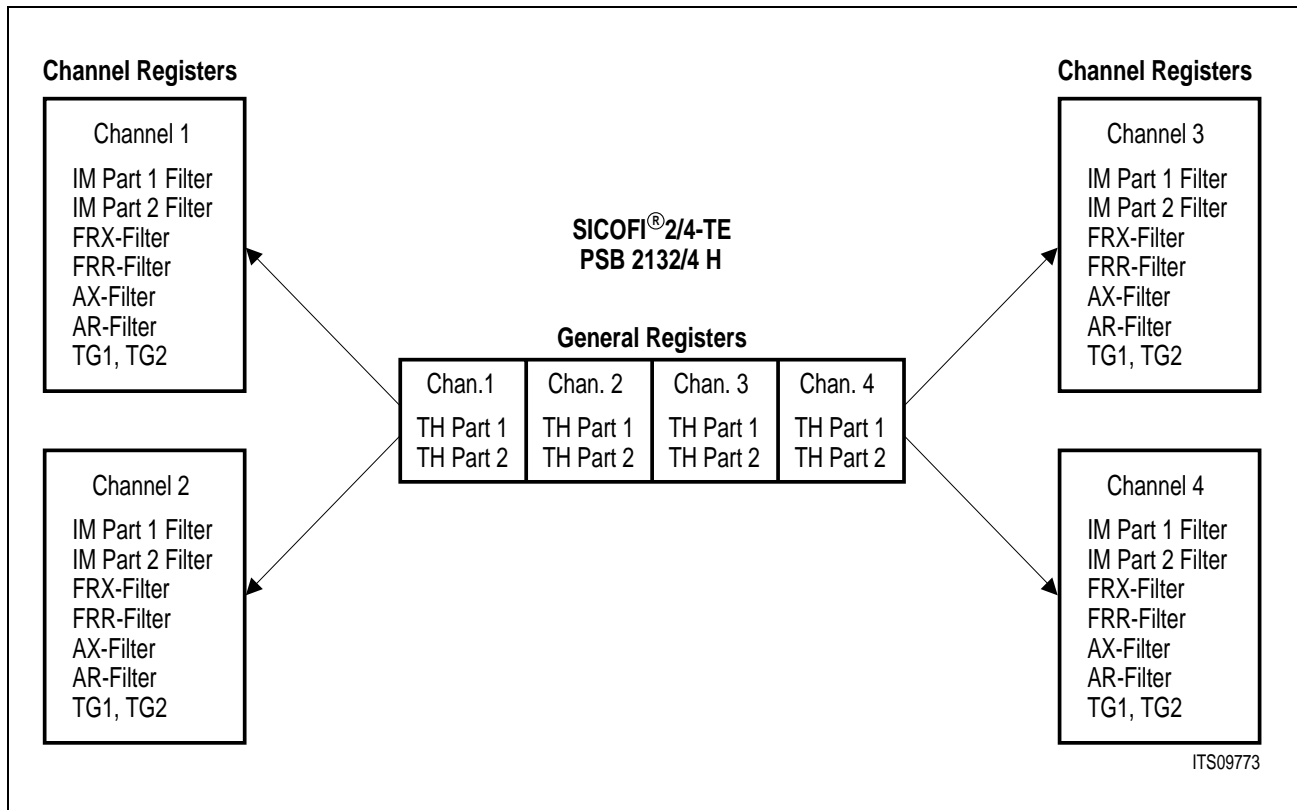 Channel Registers
Channel 1
IM Part 1 Filter
IM Part 2 Filter
FRX-Filter
FRR-Filter
AX-Filter
AR-Filter
TG1, TG2
Channel 2
IM Part 1 Filter
IM Part 2 Filter
FRX-Filter
FRR-Filter
AX-Filter
AR-Filter
TG1, TG2
SICOFI®2/4-TE
PSB 2132/4 H
General Registers
Chan.1
TH Part 1
TH Part 2
Chan. 2
TH Part 1
TH Part 2
Chan. 3
TH Part 1
TH Part 2
Chan. 4
TH Part 1
TH Part 2
Channel Registers
Channel 3
IM Part 1 Filter
IM Part 2 Filter
FRX-Filter
FRR-Filter
AX-Filter
AR-Filter
TG1, TG2
Channel 4
IM Part 1 Filter
IM Part 2 Filter
FRX-Filter
FRR-Filter
AX-Filter
AR-Filter
TG1, TG2
ITS09773